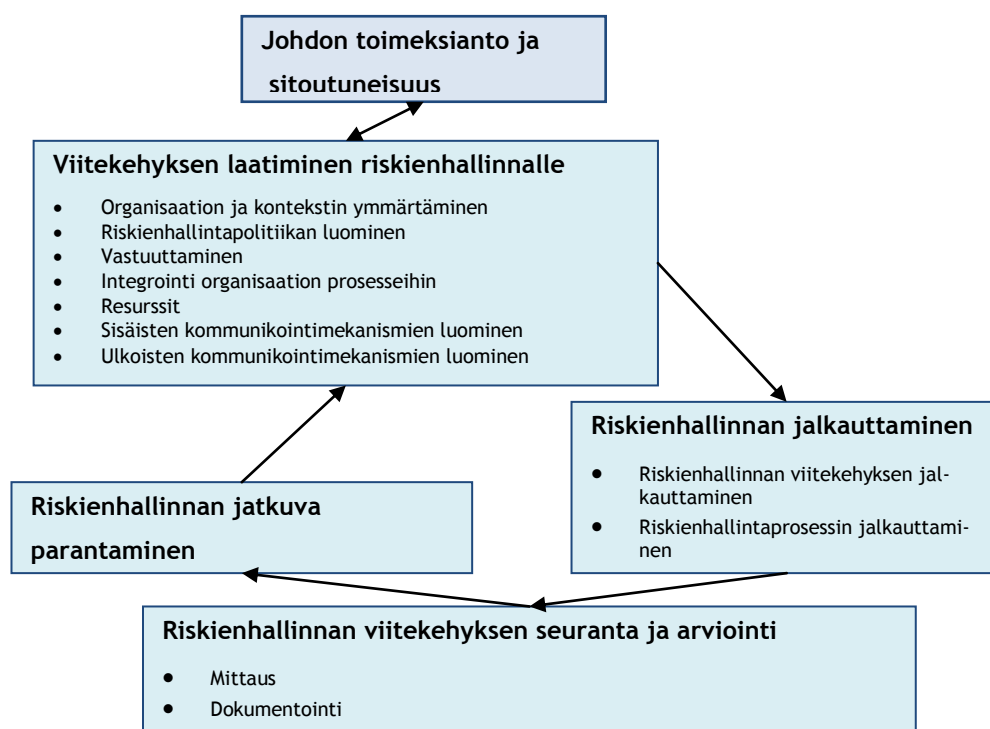 Johdon toimeksianto ja
sitoutuneisuus
Viitekehyksen laatiminen riskienhallinnalle
• Organisaation ja kontekstin ymmärtäminen
• Riskienhallintapolitiikan luominen
• Vastuuttaminen
• Integrointi organisaation prosesseihin
• Resurssit
• Sisäisten kommunikointimekanismien luominen
• Ulkoisten kommunikointimekanismien luominen
Riskienhallinnan jalkauttaminen
• Riskienhallinnan viitekehyksen jal-
kauttaminen
• Riskienhallintaprosessin jalkauttami-
nen
Riskienhallinnan jatkuva
parantaminen
Riskienhallinnan viitekehyksen seuranta ja arviointi
• Mittaus
• Dokumentointi